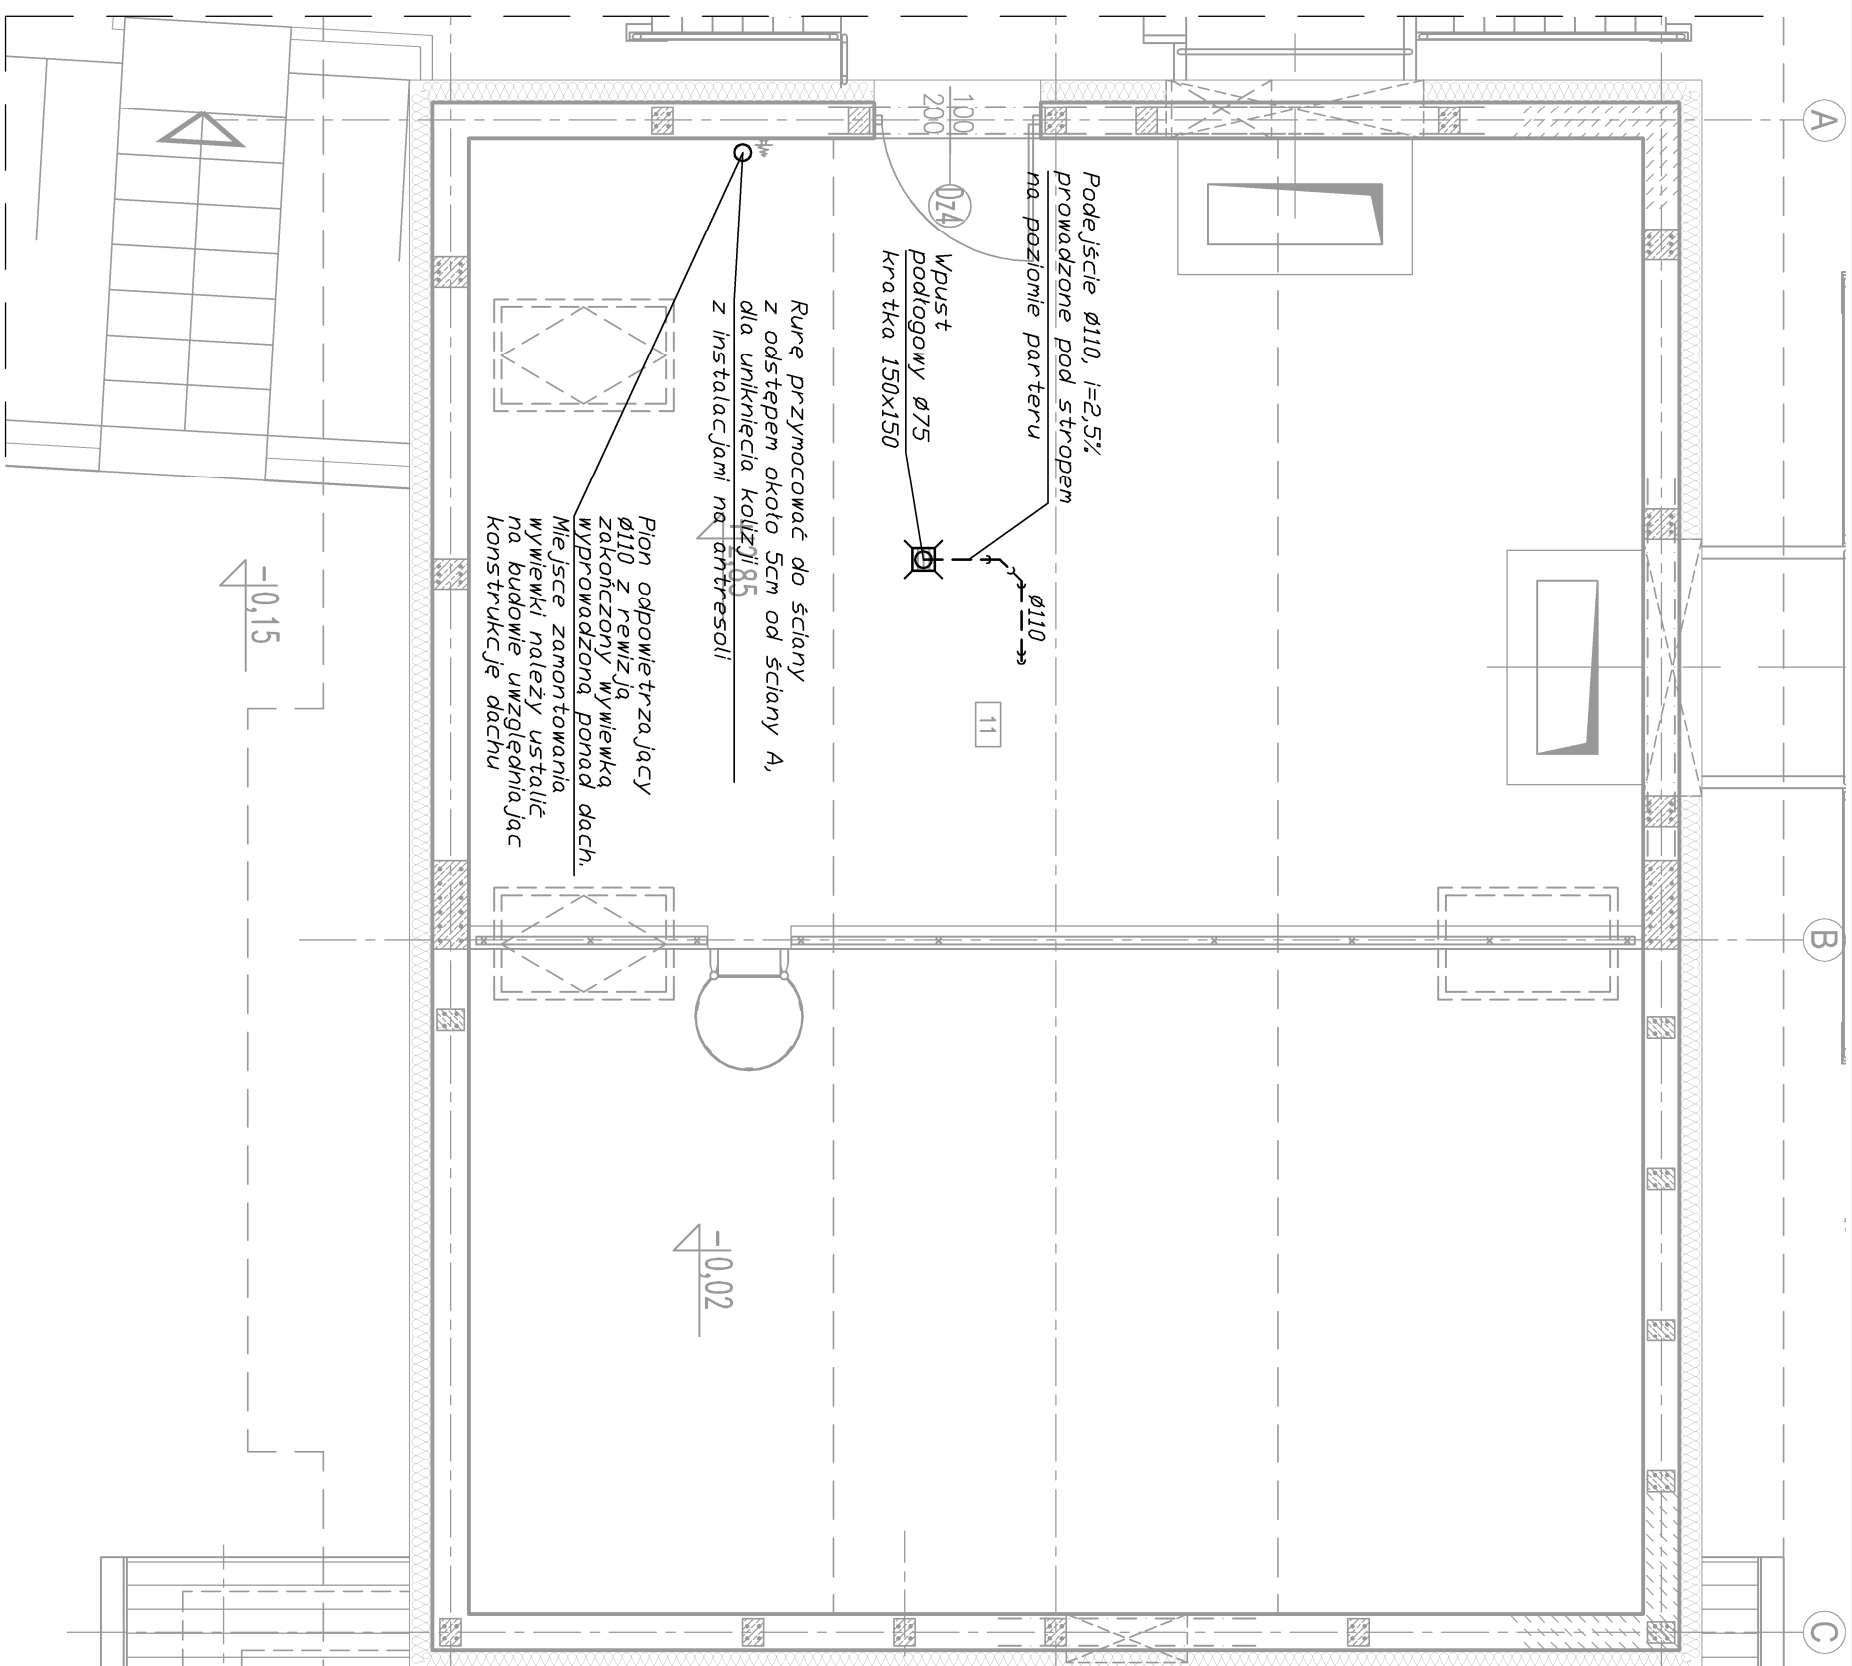 A
B
C
100
200
Dz4
Podejście ø110, i=2,5%
prowadzone pod stropem
na poziomie parteru
Wpust
podłogowy ø75
kratka 150x150
ø110
11
Rurę przymocować do ściany
z odstępem około 5cm od ściany A,
dla uniknięcia kolizji
z instalacjami na antresoli
Pion odpowietrzający
ø110 z rewizją
zakończony wywiewką
wyprowadzoną ponad dach.
Miejsce zamontowania
wywiewki należy ustalić
na budowie uwzględniając
konstrukcję dachu
-0,15
-0,02